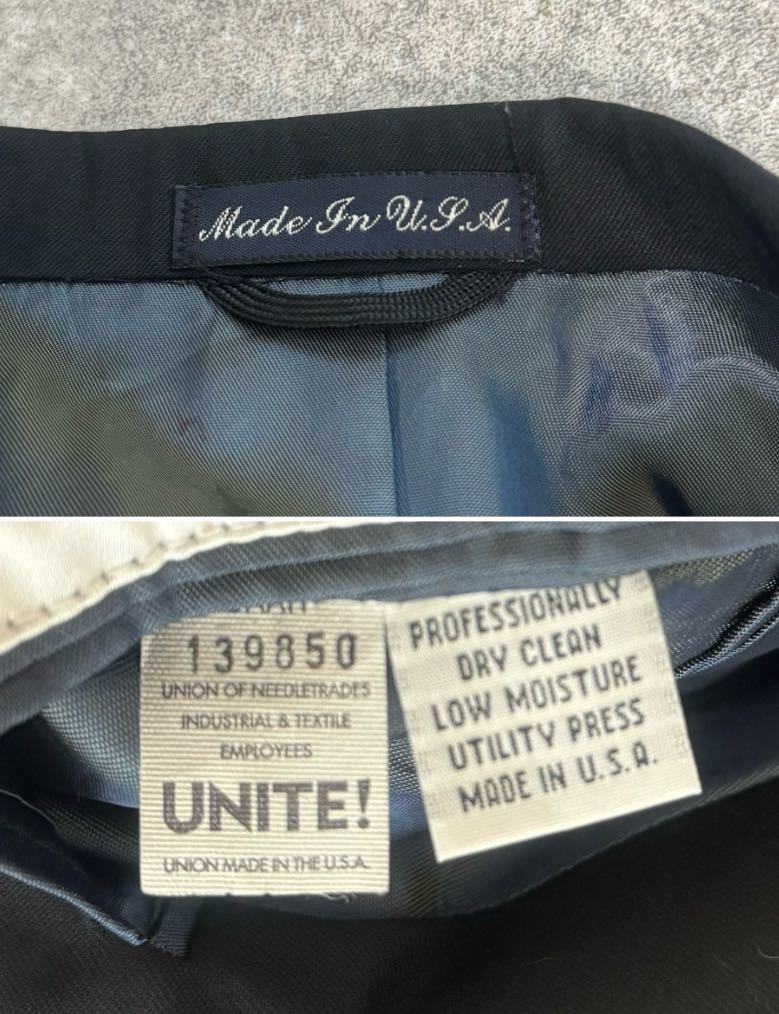 Made In U.S.A.
139850
UNION OF NEEDLETRADES
INDUSTRIAL & TEXTILE
EMPLOYEES
UNITE!
UNION MADE IN THE U.S.A.
PROFESSIONALLY
DRY CLEAN
LOW MOISTURE
UTILITY PRESS
MADE IN U.S.A.